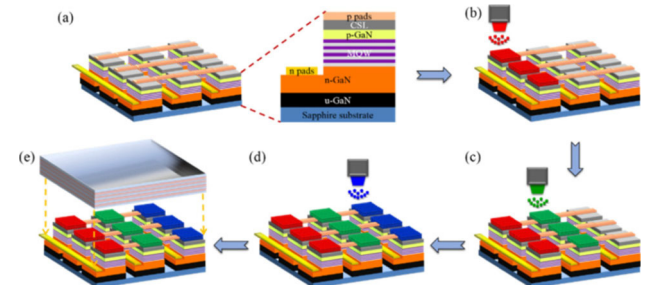 (a)
p pads
CSL
p-GaN
MQW
n pads
n-GaN
u-GaN
Sapphire substrate
(b)
(e)
(d)
(c)